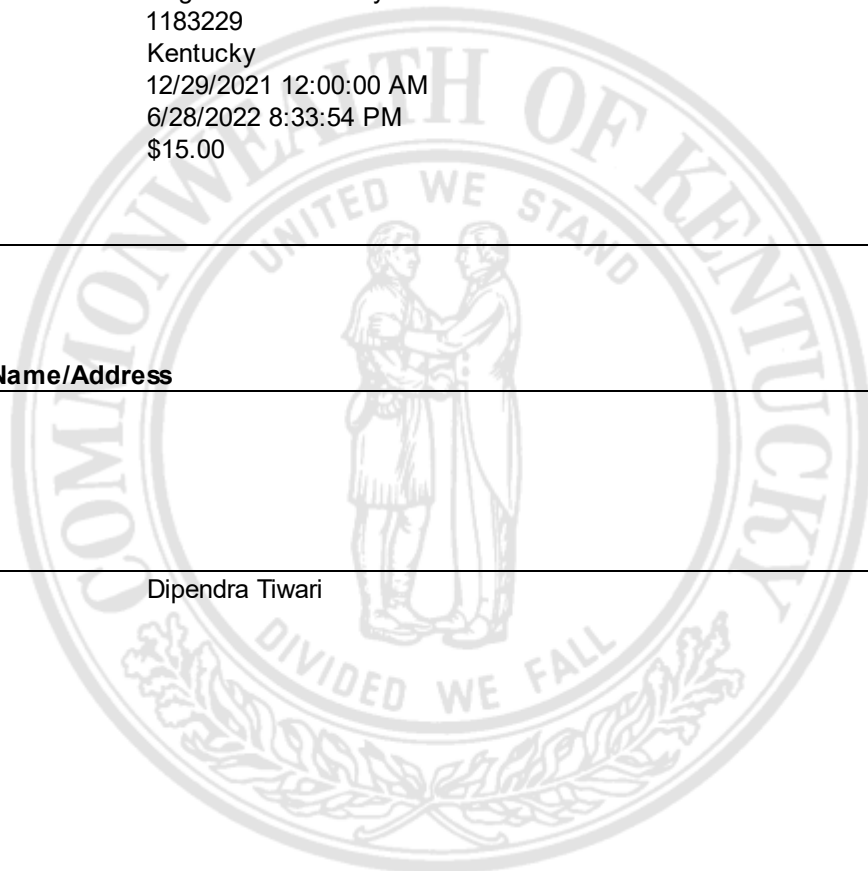 1183229
Kentucky
12/29/2021 12:00:00 AM
6/28/2022 8:33:54 PM
$15.00
COMMONWEALTH OF KENTUCKY
UNITED WE STAND
Name/Address
Dipendra Tiwari
DIVIDED WE FALL